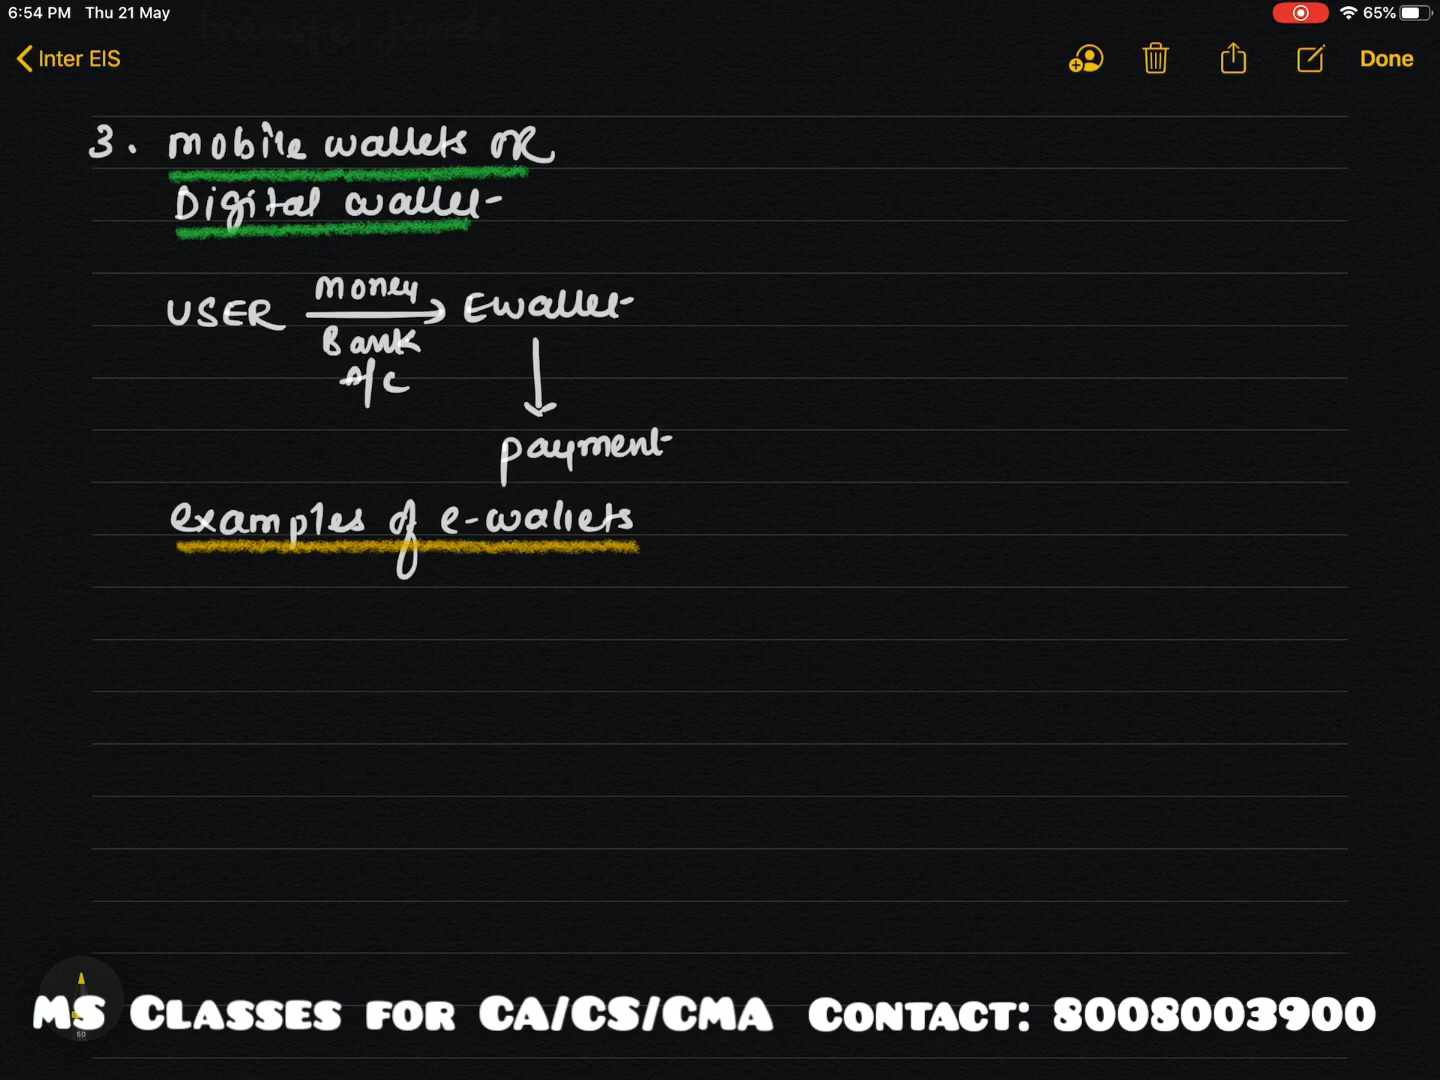 6:54 PM Thu 21 May 65%
Inter EIS Done
3. mobile wallets OR
Digital wallet
USER money Ewallet
Bank
A/C
payment
examples of e-wallets
50
MS CLASSES FOR CA/CS/CMA CONTACT: 8008003900